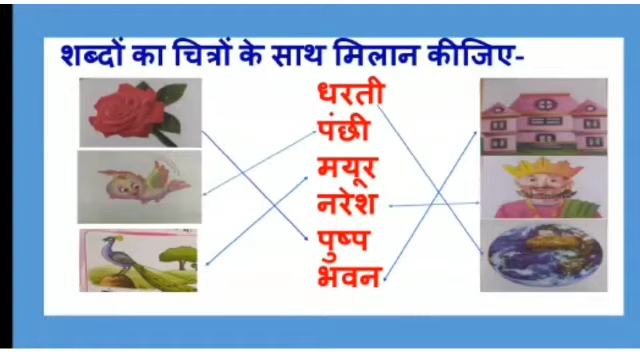 शब्दों का चित्रों के साथ मिलान कीजिए-
धरती
पंछी
मयूर
नरेश
पुष्प
भवन